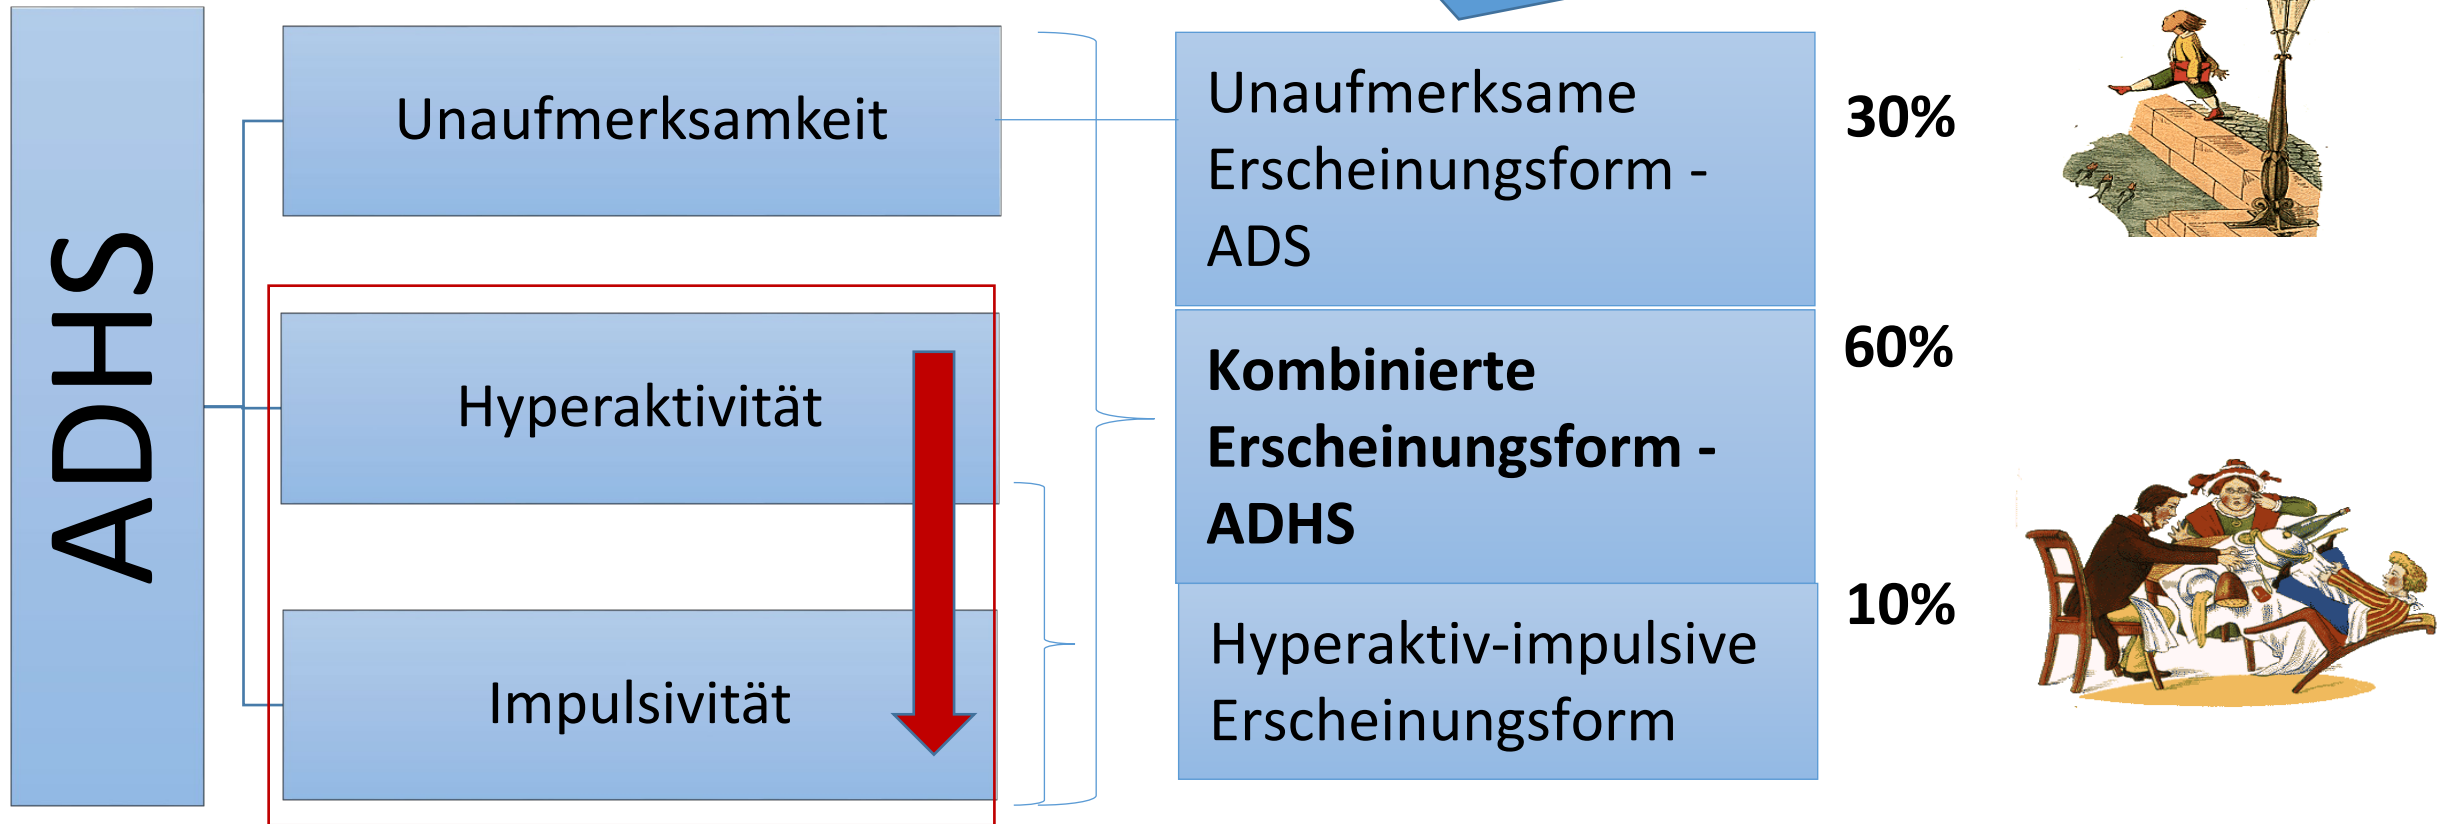 ADHS
Unaufmerksamkeit
Hyperaktivität
Impulsivität
Unaufmerksame
Erscheinungsform -
ADS
30%
Kombinierte
Erscheinungsform -
ADHS
60%
Hyperaktiv-impulsive
Erscheinungsform
10%